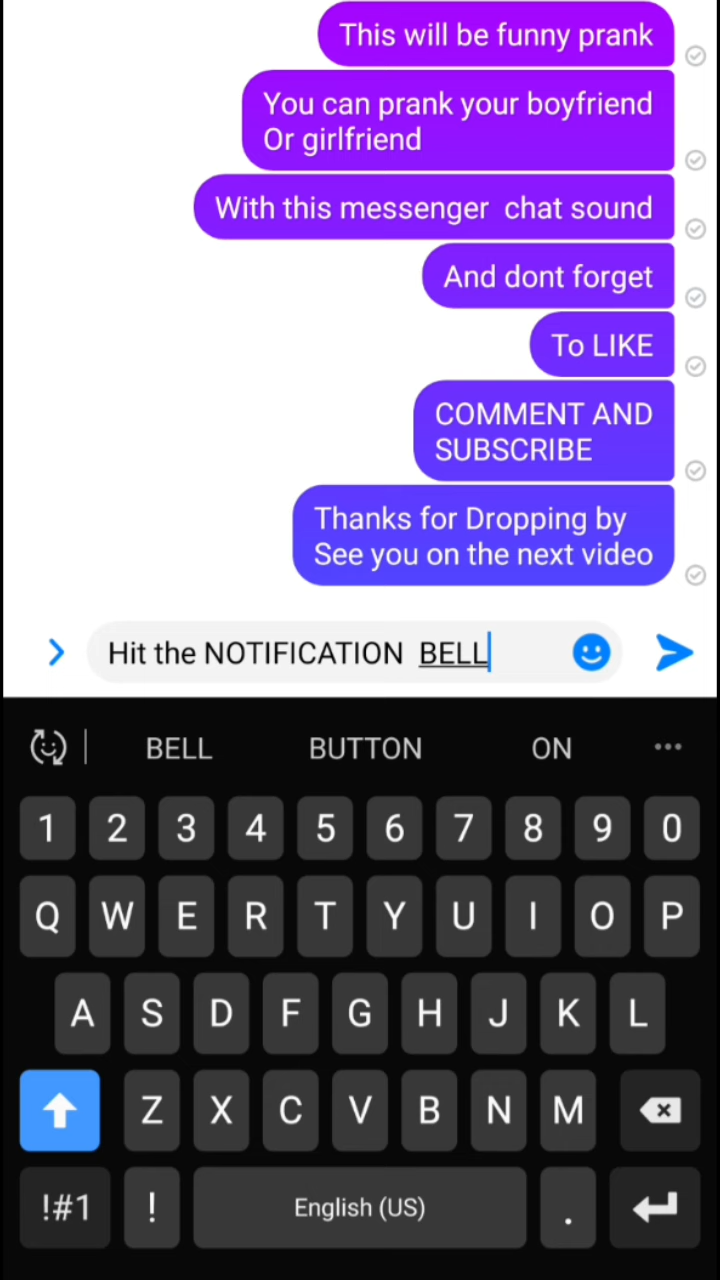 This will be funny prank
You can prank your boyfriend
Or girlfriend
With this messenger  chat sound
And dont forget
To LIKE
COMMENT AND
SUBSCRIBE
Thanks for Dropping by
See you on the next video
Hit the NOTIFICATION  BELL
BELL BUTTON ON
1 2 3 4 5 6 7 8 9 0
Q W E R T Y U I O P
A S D F G H J K L
Z X C V B N M
!#1 ! English (US) .